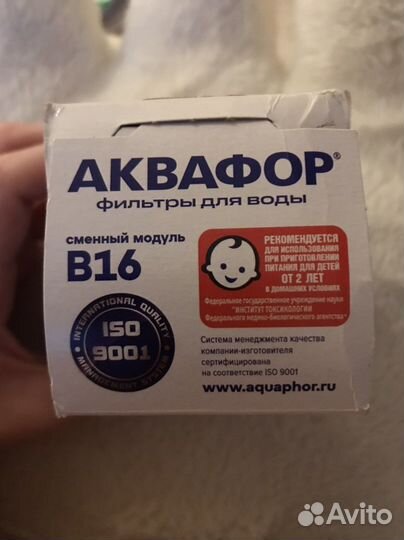 АКВАФОР®
фильтры для воды
сменный модуль
B16
INTERNATIONAL QUALITY
ISO
9001
MANAGEMENT SYSTEM
РЕКОМЕНДУЕТСЯ
ДЛЯ ИСПОЛЬЗОВАНИЯ
ПРИ ПРИГОТОВЛЕНИИ
ПИТАНИЯ ДЛЯ ДЕТЕЙ
ОТ 2 ЛЕТ
В ДОМАШНИХ УСЛОВИЯХ
Федеральное государственное учреждение науки
"ИНСТИТУТ ТОКСИКОЛОГИИ
Федерального медико-биологического агентства"
Система менеджмента качества
компании-изготовителя
сертифицирована
на соответствие ISO 9001
www.aquaphor.ru
Avito